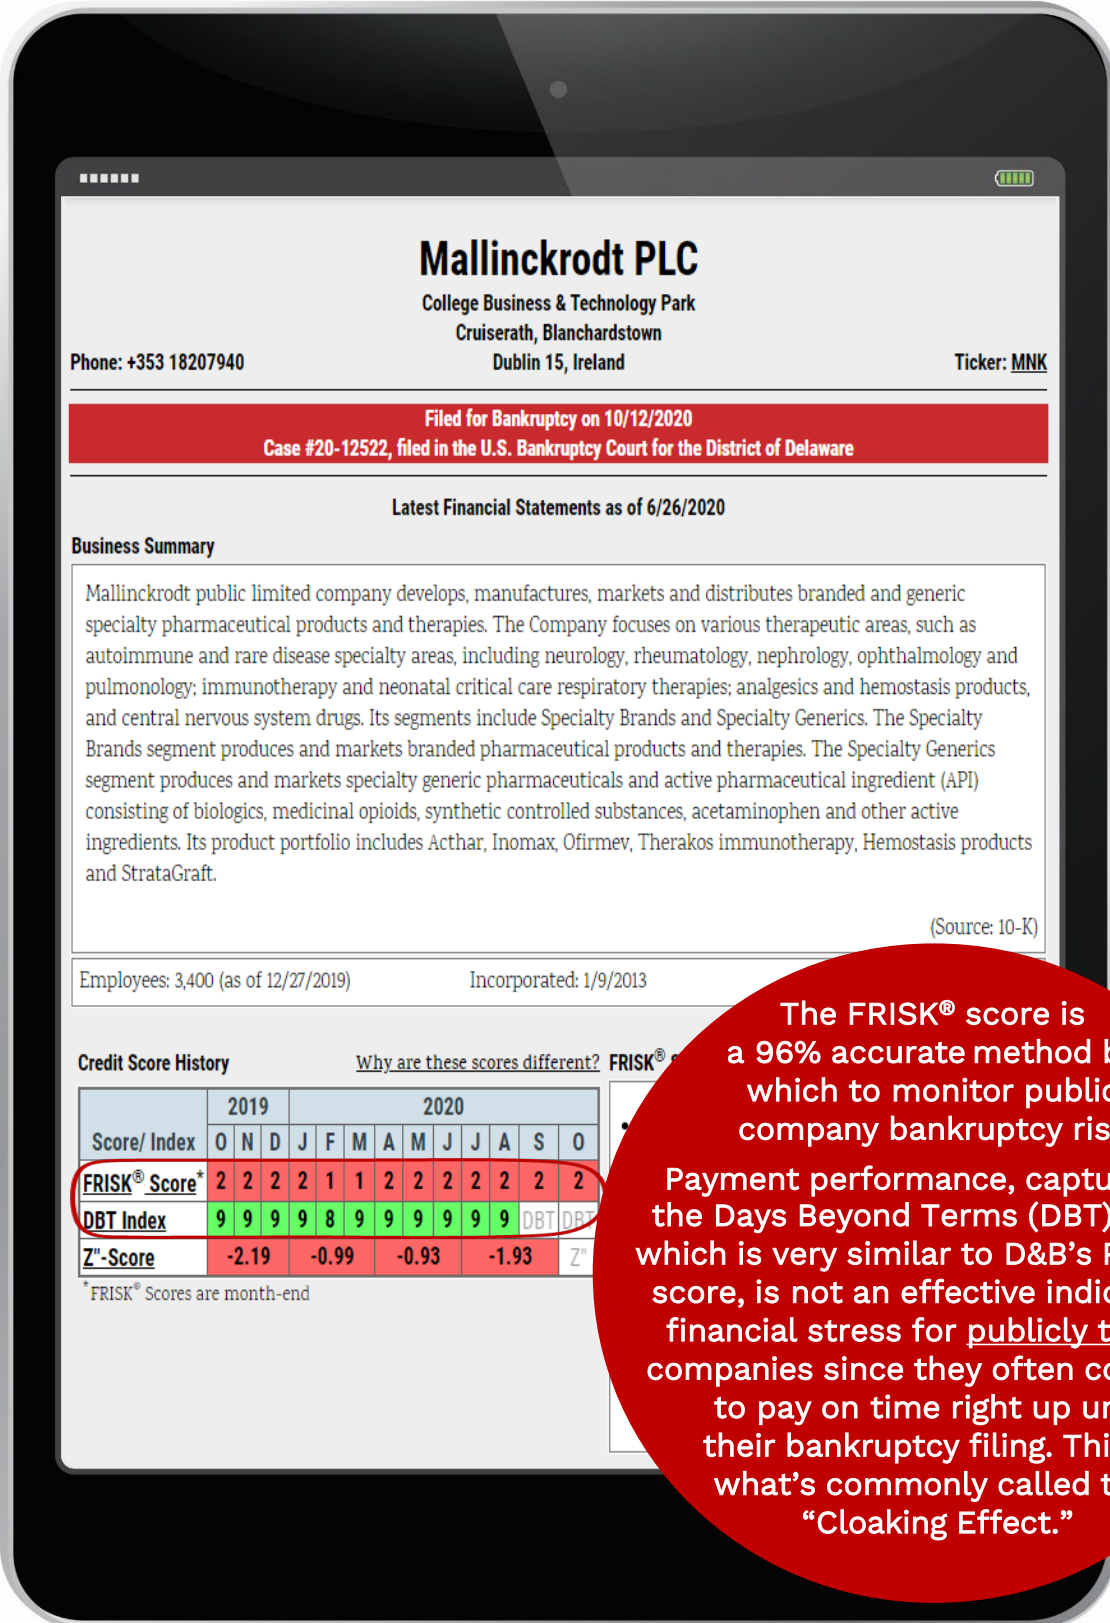 Mallinckrodt PLC
College Business & Technology Park
Cruiserath, Blanchardstown
Phone: +353 18207940 Dublin 15, Ireland Ticker: MNK
Filed for Bankruptcy on 10/12/2020
Case #20-12522, filed in the U.S. Bankruptcy Court for the District of Delaware
Latest Financial Statements as of 6/26/2020
Business Summary
Mallinckrodt public limited company develops, manufactures, markets and distributes branded and generic
specialty pharmaceutical products and therapies. The Company focuses on various therapeutic areas, such as
autoimmune and rare disease specialty areas, including neurology, rheumatology, nephrology, ophthalmology and
pulmonology; immunotherapy and neonatal critical care respiratory therapies; analgesics and hemostasis products,
and central nervous system drugs. Its segments include Specialty Brands and Specialty Generics. The Specialty
Brands segment produces and markets branded pharmaceutical products and therapies. The Specialty Generics
segment produces and markets specialty generic pharmaceuticals and active pharmaceutical ingredient (API)
consisting of biologics, medicinal opioids, synthetic controlled substances, acetaminophen and other active
ingredients. Its product portfolio includes Acthar, Inomax, Ofirmev, Therakos immunotherapy, Hemostasis products
and StrataGraft.
(Source: 10-K)
Employees: 3,400 (as of 12/27/2019) Incorporated: 1/9/2013
Credit Score History Why are these scores different? FRISK®
2019 2020
Score/ Index O N D J F M A M J J A S O
FRISK® Score* 2 2 2 2 1 1 2 2 2 2 2 2 2
DBT Index 9 9 9 9 8 9 9 9 9 9 9 DBT DBT
Z"-Score -2.19 -0.99 -0.93 -1.93 Z"
*FRISK® Scores are month-end
The FRISK® score is
a 96% accurate method
which to monitor public
company bankruptcy
Payment performance,
the Days Beyond Terms (DBT)
which is very similar to D&B's
score, is not an effective
financial stress for publicly
companies since they often
to pay on time right up
their bankruptcy filing.
what's commonly called
“Cloaking Effect.”